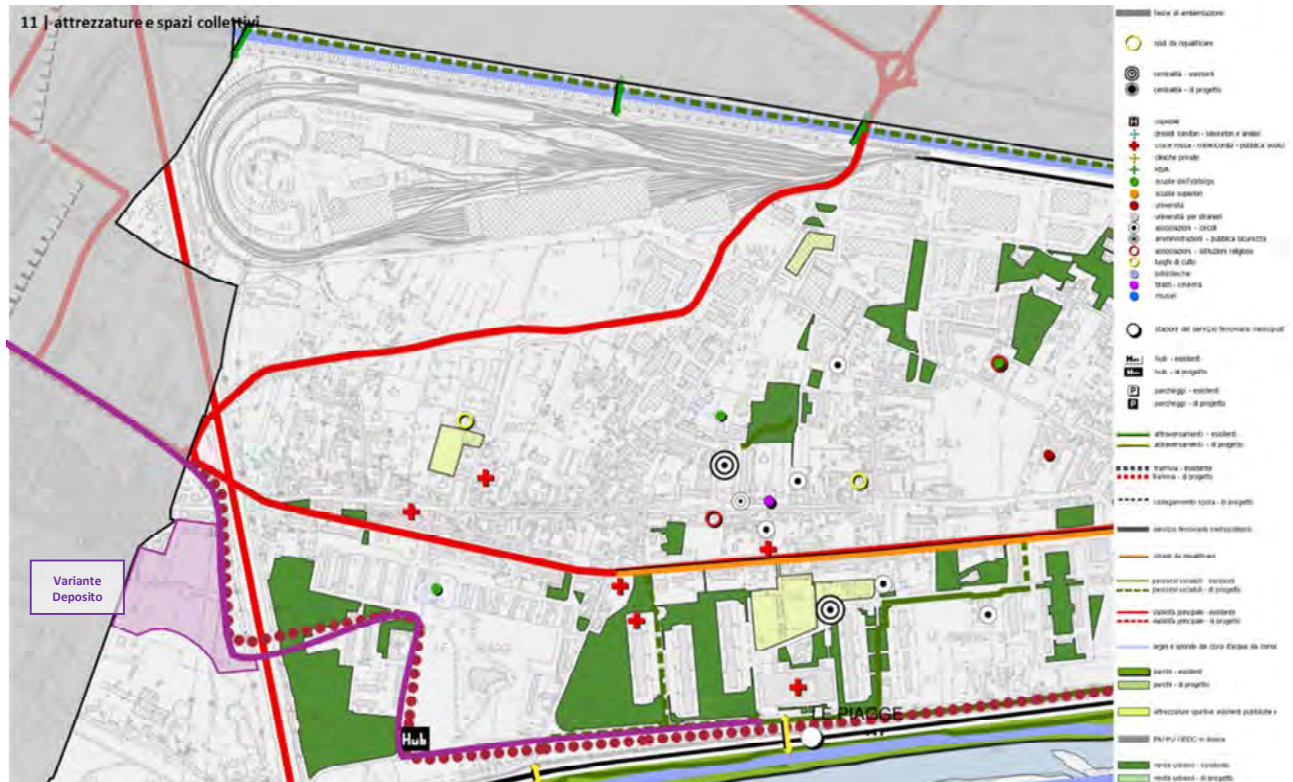 11 | attrezzature e spazi collettivi
Variante
Deposito
Hub
LE PIAGGE
fasce di ambientazione
nodi da riqualificare
centralità - esistenti
centralità - di progetto
H
ospedali
presidi sanitari - laboratori e analisi
croce rossa - misericordia - pubblica
cliniche private
RSA
scuole dell'obbligo
scuole superiori
università
università per stranieri
associazioni - circoli
amministrazioni - pubblica sicurezza
associazioni - istituzioni religiose
luoghi di culto
biblioteche
teatri - cinema
musei
stazioni del servizio ferroviario
hub - esistenti
hub - di progetto
P
parcheggi - esistenti
P
parcheggi - di progetto
attraversamenti - esistenti
attraversamenti - di progetto
tramvia - esistente
tramvia - di progetto
di progetto
servizio ferroviario metropolitano
strade da riqualificare
percorsi ciclabili - esistenti
percorsi ciclabili - di progetto
viabilità principale - esistente
viabilità principale - di progetto
argini e sponde dei corsi d'acqua da
parchi - esistenti
parchi - di progetto
attrezzature sportive esistenti pubbliche e
verde urbano - esistente
verde urbano - di progetto